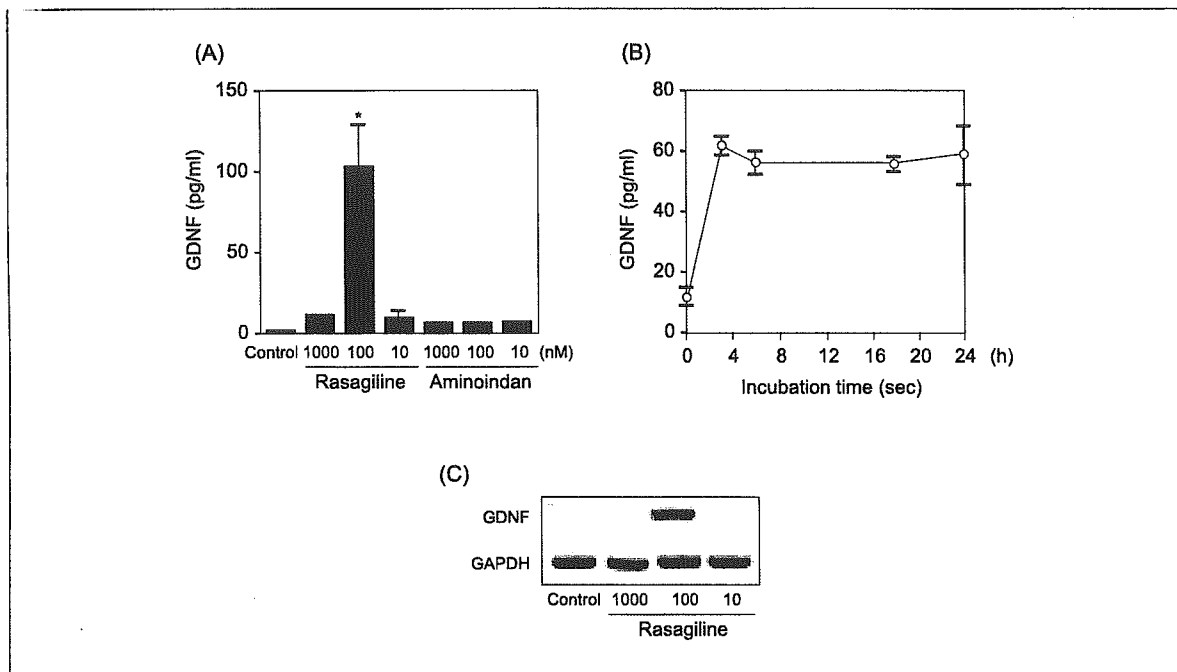 (A)
150
*
100
50
0
GDNF (pg/ml)
Control 1000 100 10 1000 100 10 (nM)
Rasagiline Aminoindan
(B)
80
60
40
20
0
GDNF (pg/ml)
0 4 8 12 16 20 24 (h)
Incubation time (sec)
(C)
GDNF
GAPDH
Control 1000 100 10
Rasagiline